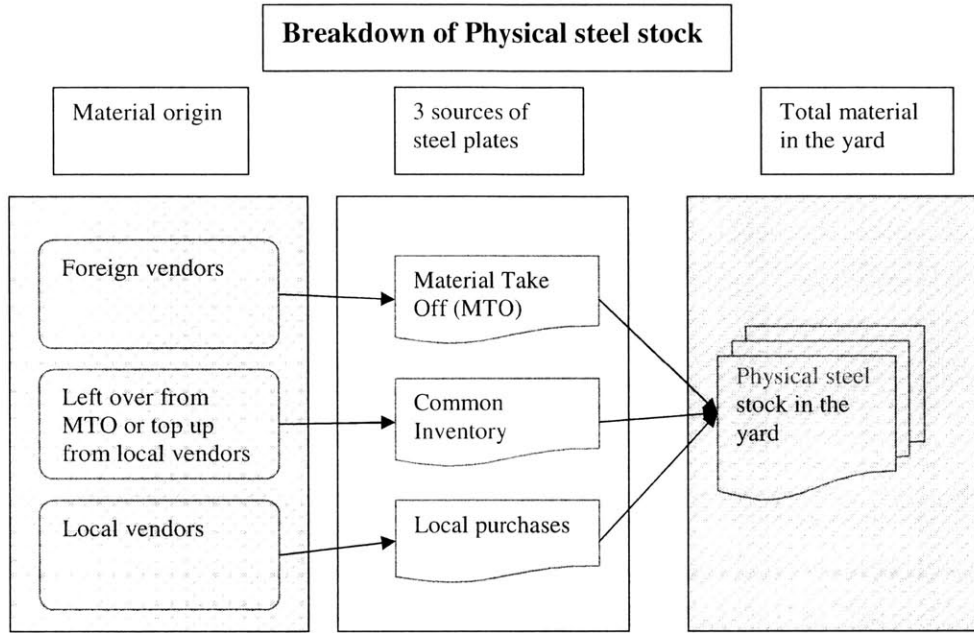 Breakdown of Physical steel stock
Material origin
3 sources of
steel plates
Total material
in the yard
Foreign vendors
Material Take
Off (MTO)
Left over from
MTO or top up
from local vendors
Common
Inventory
Physical steel
stock in the
yard
Local vendors
Local purchases